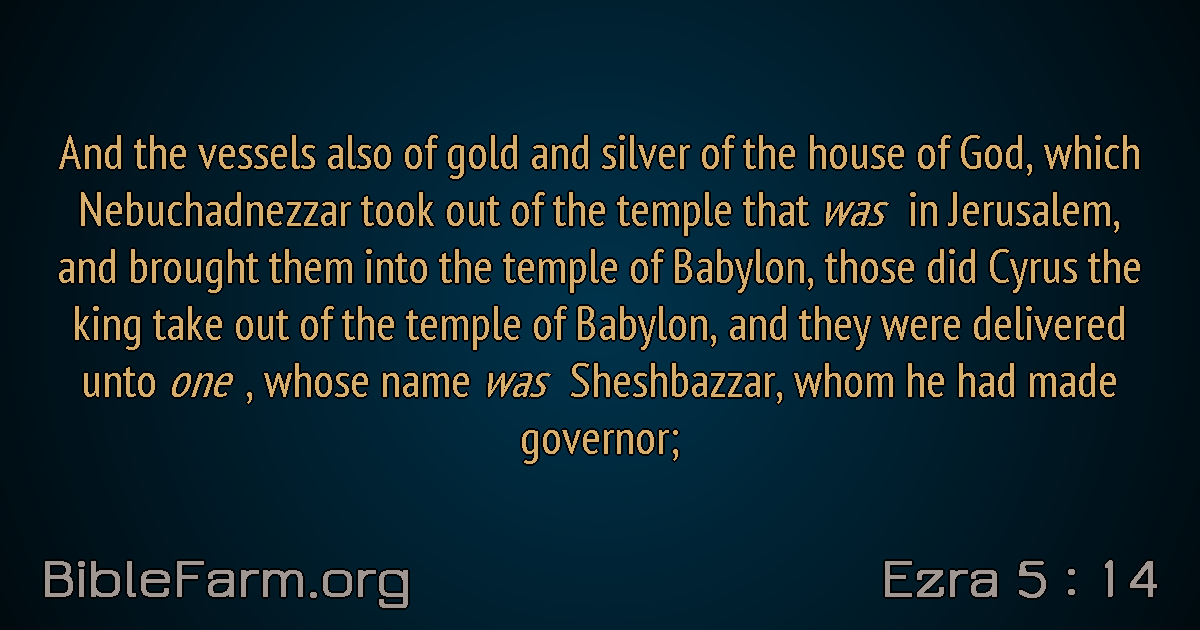 And the vessels also of gold and silver of the house of God, which
Nebuchadnezzar took out of the temple that was in Jerusalem,
and brought them into the temple of Babylon, those did Cyrus the
king take out of the temple of Babylon, and they were delivered
unto one , whose name was Sheshbazzar, whom he had made
governor;
BibleFarm.org
Ezra 5 : 14